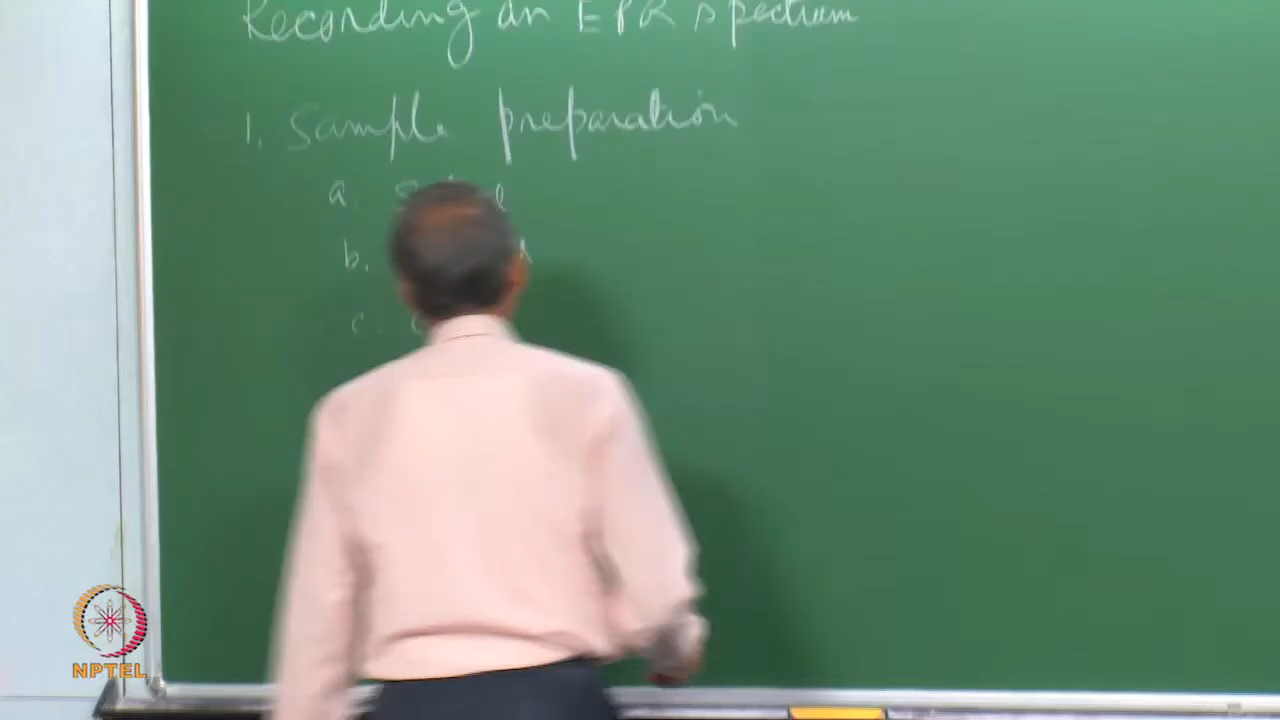 Recording an EPR spectrum
1. Sample preparation
a.
b.
c.
NPTEL